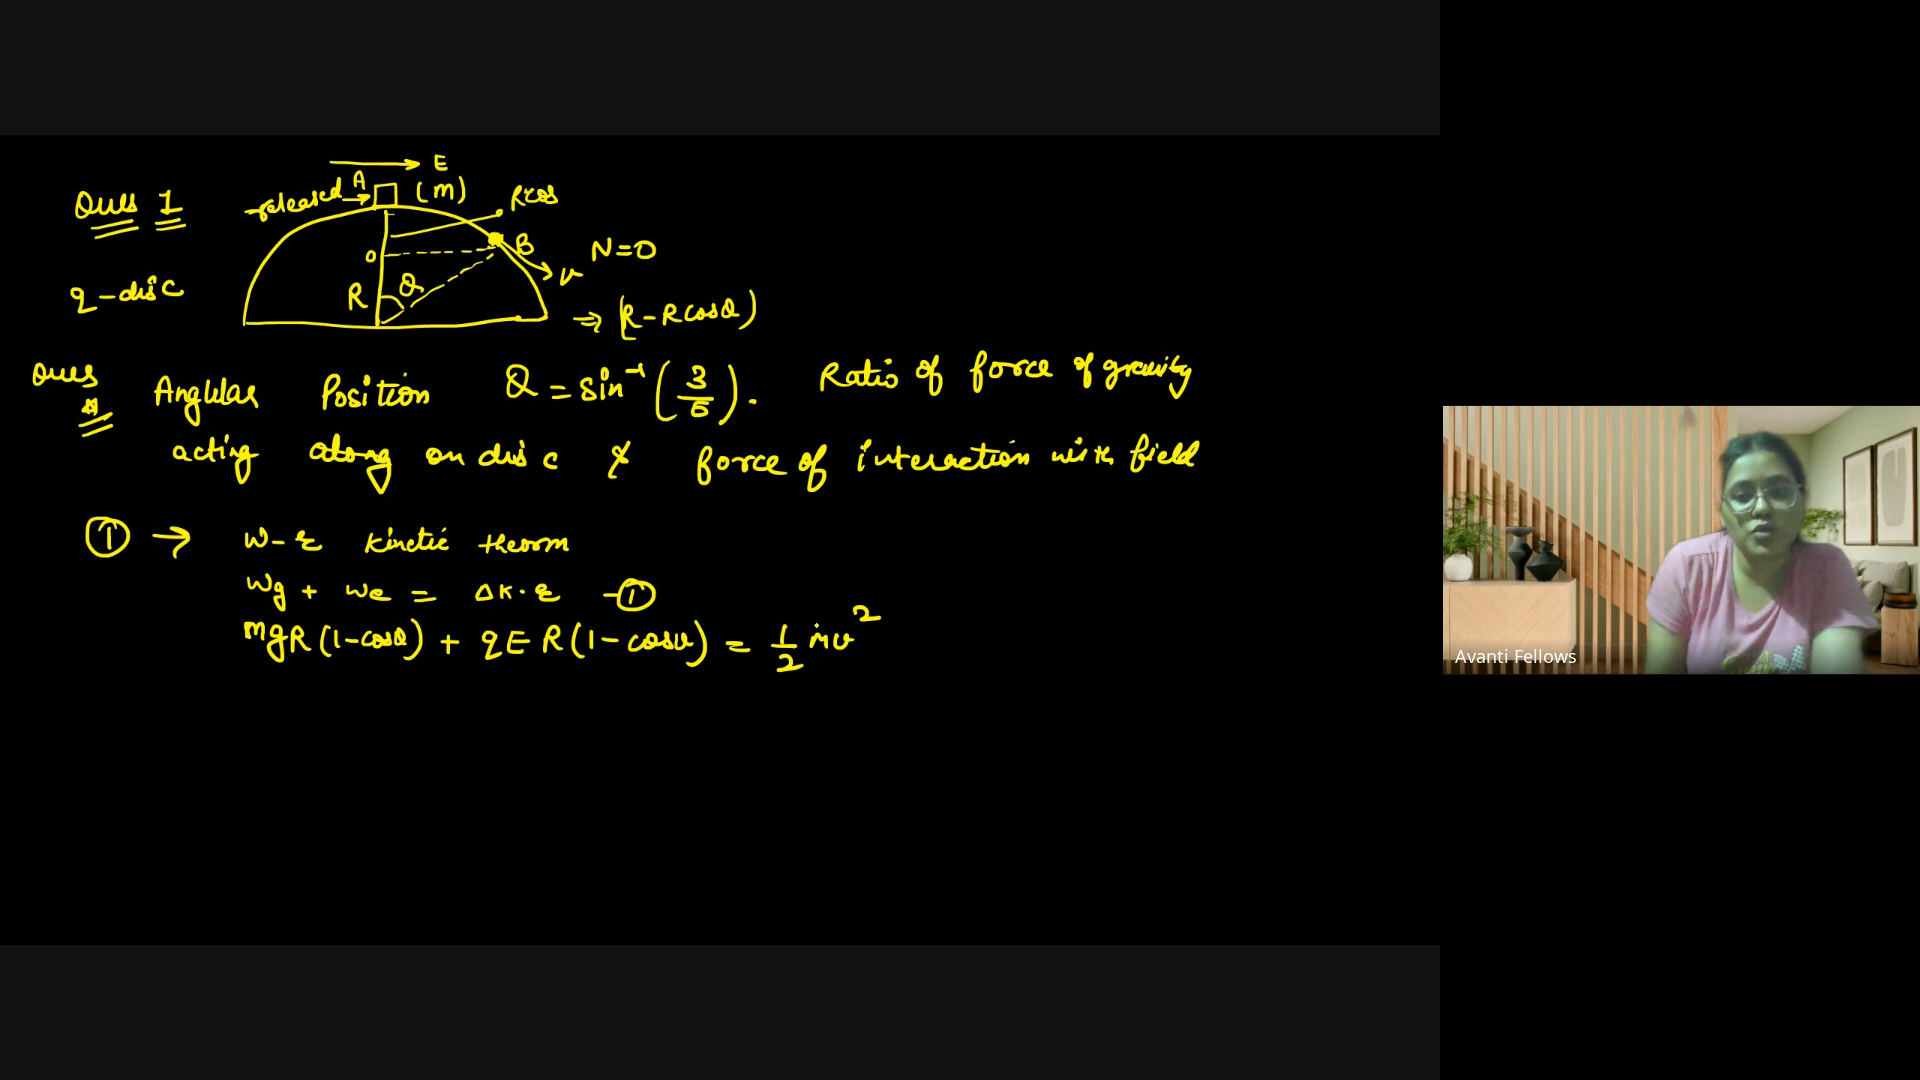 E
Ques 1
released A (m) Rcos
O B N=0
q-disc R θ v
⇒ (R-Rcosθ)
Ques Angular Position θ = sin⁻¹ (3/5). Ratio of force of gravity
acting along on disc & force of interaction with field
① → W-E kinetic theorm
Wg + We = ΔK.E -①
mgR(1-cosθ) + qER(1-cosθ) = 1/2 mv²
Avanti Fellows